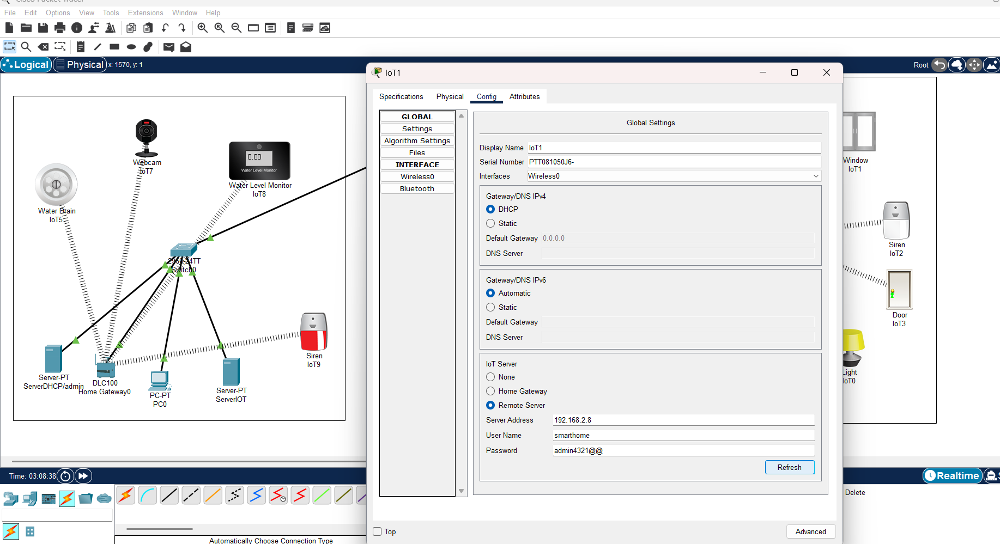 Cisco Packet Tracer
File Edit Options View Tools Extensions Window Help
Logical Physical x: 1570, y: 1
Root
Webcam
IoT7
0.00
Water Level Monitor
Water Level Monitor
IoT8
Water Drain
IoT5
2960-24TT
Switch0
Siren
IoT9
Server-PT
ServerDHCP/admin
DLC100
Home Gateway0
PC-PT
PC0
Server-PT
ServerIOT
IoT1
Specifications Physical Config Attributes
GLOBAL
Settings
Algorithm Settings
Files
INTERFACE
Wireless0
Bluetooth
Global Settings
Display Name IoT1
Serial Number PTT081050J6-
Interfaces Wireless0
Gateway/DNS IPv4
DHCP
Static
Default Gateway 0.0.0.0
DNS Server
Gateway/DNS IPv6
Automatic
Static
Default Gateway
DNS Server
IoT Server
None
Home Gateway
Remote Server
Server Address 192.168.2.8
User Name smarthome
Password admin4321@@
Refresh
Top
Advanced
Window
IoT1
Siren
IoT2
Door
IoT3
Light
IoT0
Time: 03:08:38
Realtime
Delete
Automatically Choose Connection Type